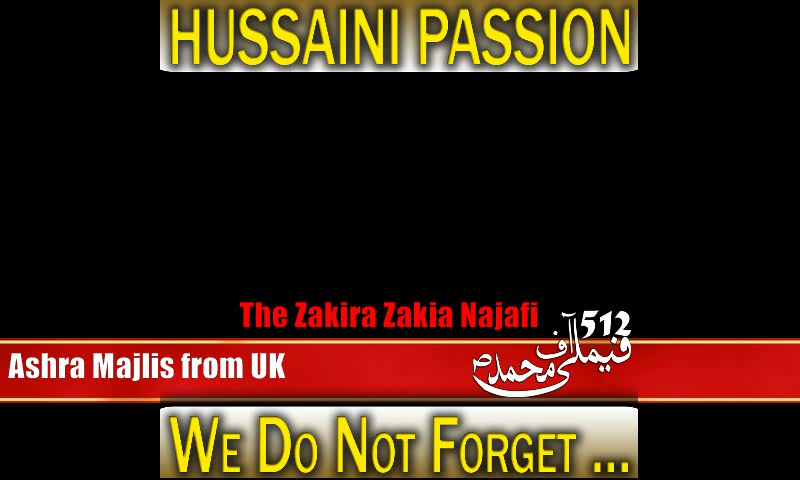 HUSSAINI PASSION
The Zakira Zakia Najafi
512
فیملی آف محمدؐ
Ashra Majlis from UK
WE DO NOT FORGET ...